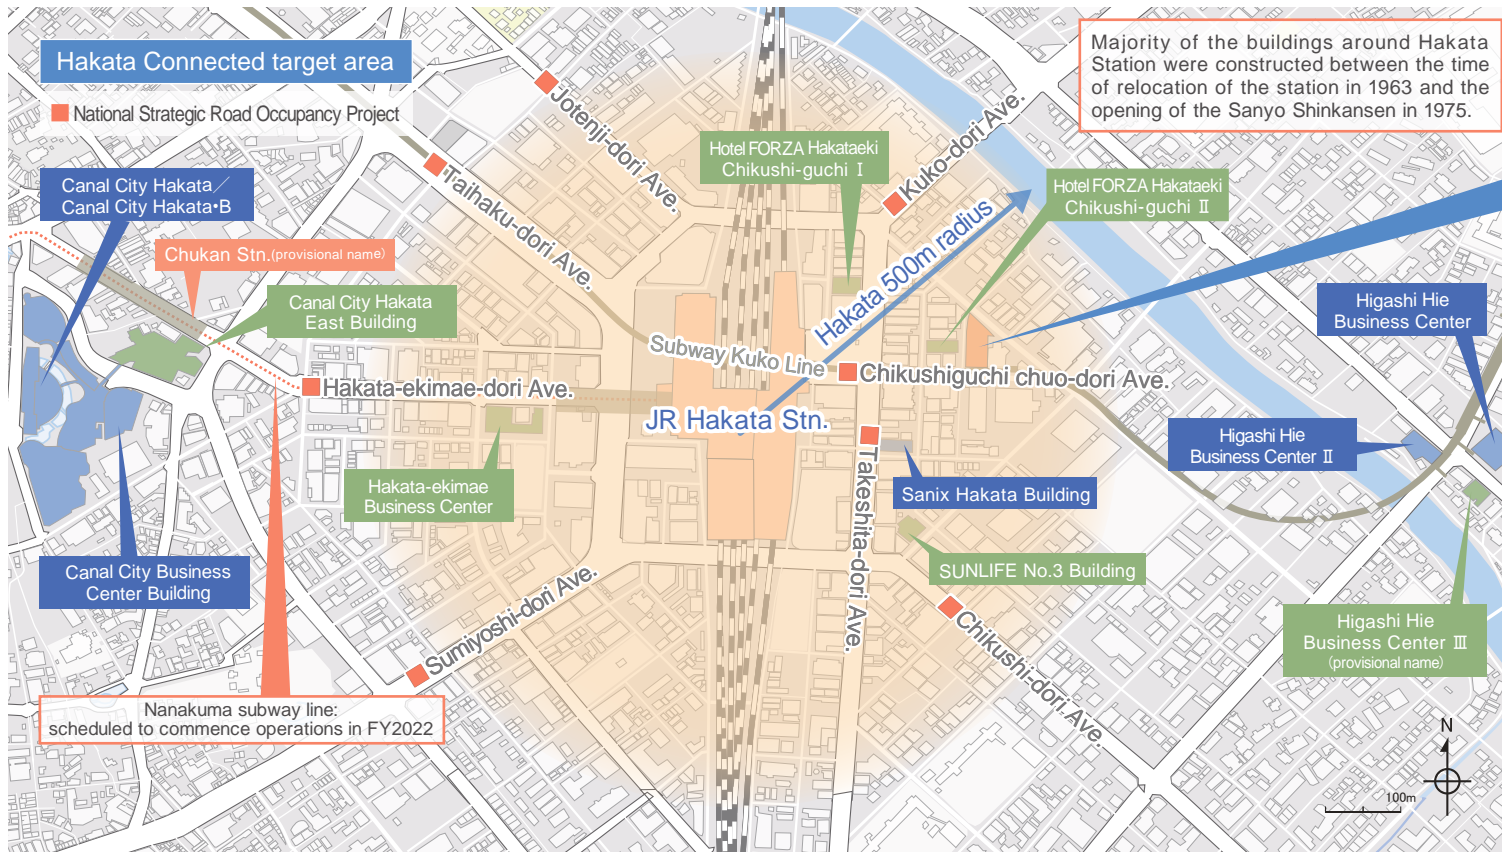 Hakata Connected target area
National Strategic Road Occupancy Project
Majority of the buildings around Hakata
Station were constructed between the time
of relocation of the station in 1963 and the
opening of the Sanyo Shinkansen in 1975.
Jotenji-dori Ave.
Taihaku-dori Ave.
Hotel FORZA Hakataeki
Chikushi-guchi Ⅰ
Kuko-dori Ave.
Hotel FORZA Hakataeki
Chikushi-guchi Ⅱ
Canal City Hakata／
Canal City Hakata•B
Chukan Stn.(provisional name)
Canal City Hakata
East Building
Hakata 500m radius
Higashi Hie
Business Center
Subway Kuko Line
Hakata-ekimae-dori Ave.
Chikushiguchi chuo-dori Ave.
JR Hakata Stn.
Higashi Hie
Business Center Ⅱ
Hakata-ekimae
Business Center
Takeshita-dori Ave.
Sanix Hakata Building
Canal City Business
Center Building
SUNLIFE No.3 Building
Sumiyoshi-dori Ave.
Chikushi-dori Ave.
Higashi Hie
Business Center Ⅲ
(provisional name)
Nanakuma subway line:
scheduled to commence operations in FY2022
N
100m